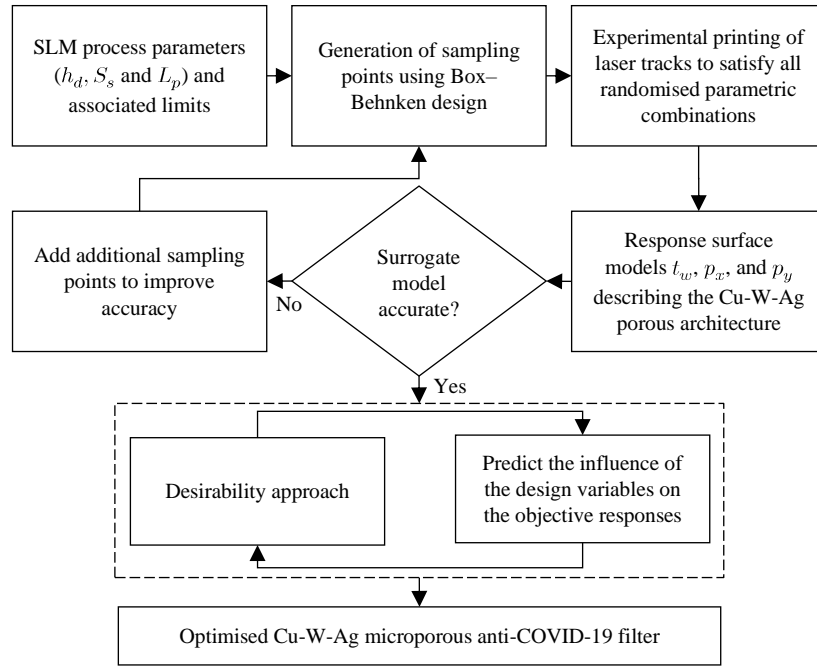 SLM process parameters
(h_d, S_s and L_p) and
associated limits
Generation of sampling
points using Box–
Behnken design
Experimental printing of
laser tracks to satisfy all
randomised parametric
combinations
Add additional sampling
points to improve
accuracy
No
Surrogate
model
accurate?
Response surface
models t_w, p_x, and p_y
describing the Cu-W-Ag
porous architecture
Yes
Desirability approach
Predict the influence of
the design variables on
the objective responses
Optimised Cu-W-Ag microporous anti-COVID-19 filter